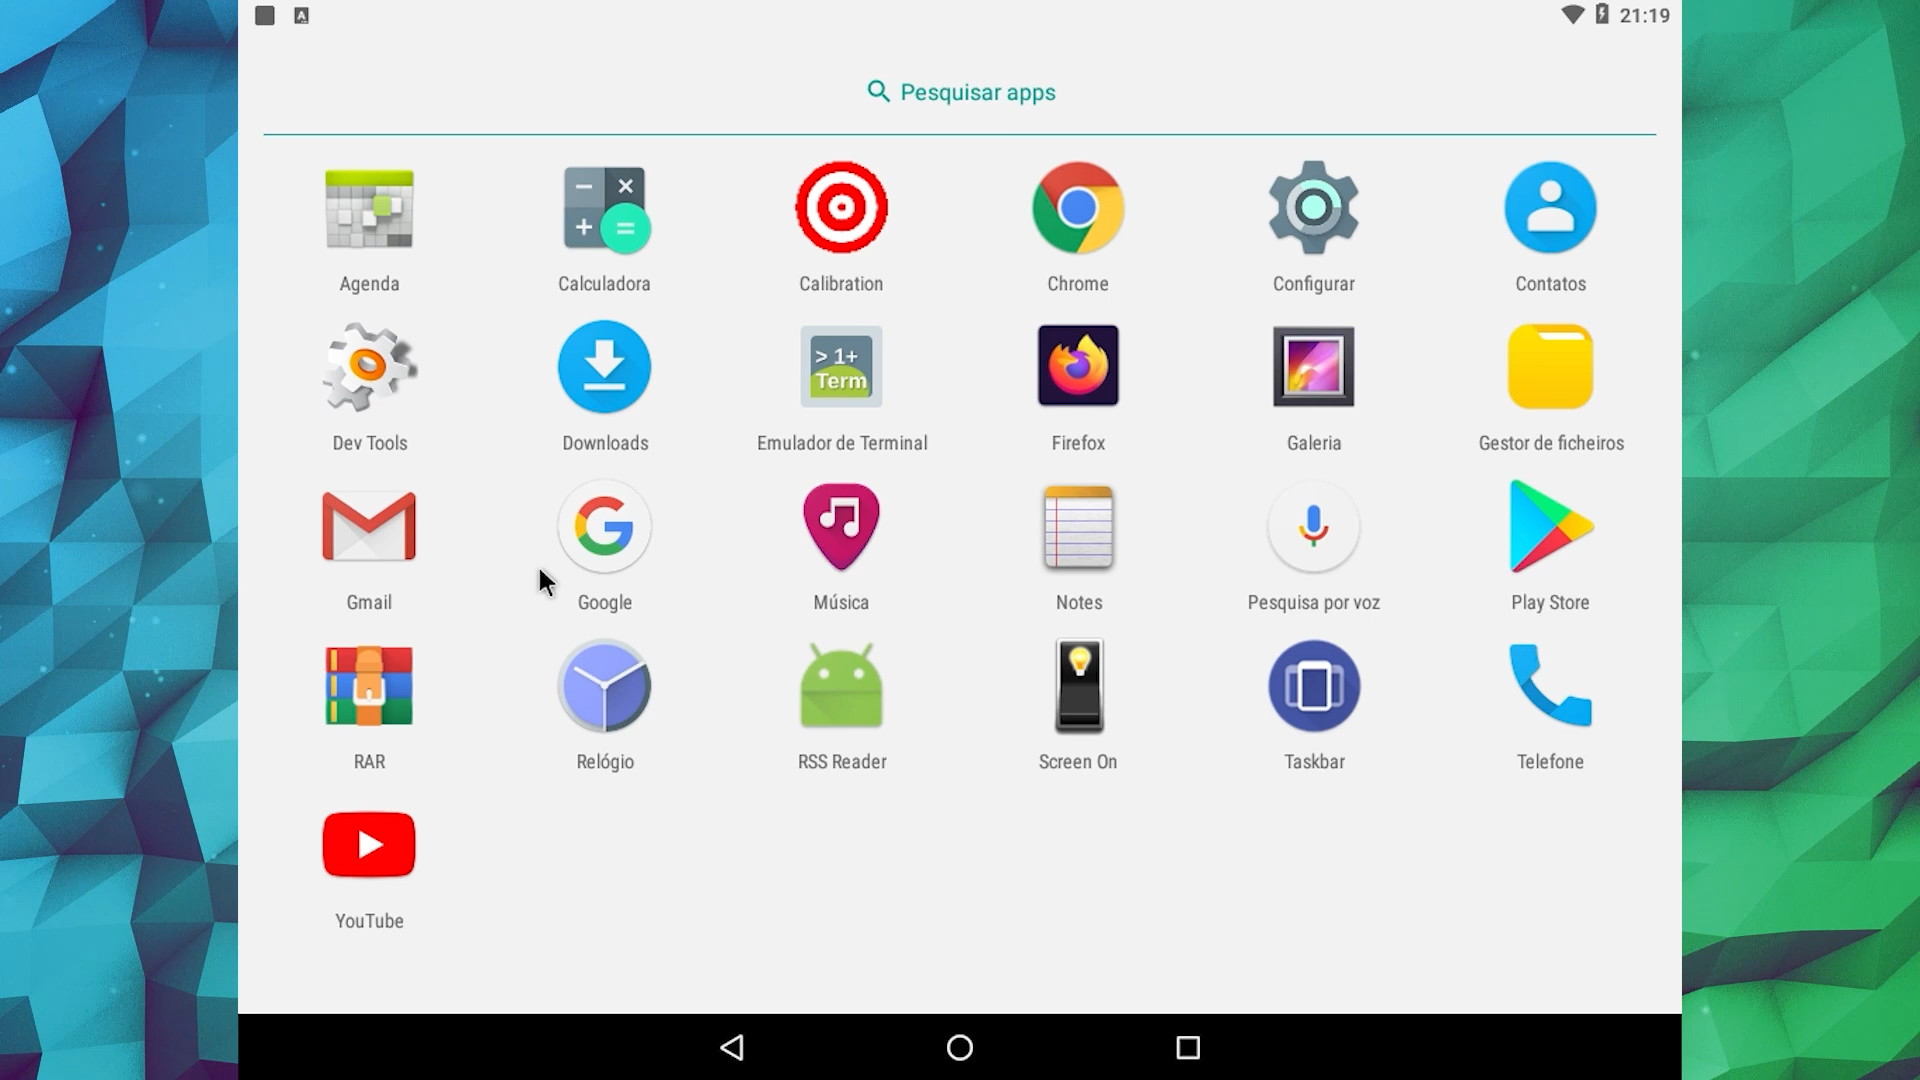 21:19
Pesquisar apps
Agenda
Calculadora
Calibration
Chrome
Configurar
Contatos
> 1+
Term
Dev Tools
Downloads
Emulador de Terminal
Firefox
Galeria
Gestor de ficheiros
Gmail
Google
Música
Notes
Pesquisa por voz
Play Store
RAR
Relógio
RSS Reader
Screen On
Taskbar
Telefone
YouTube